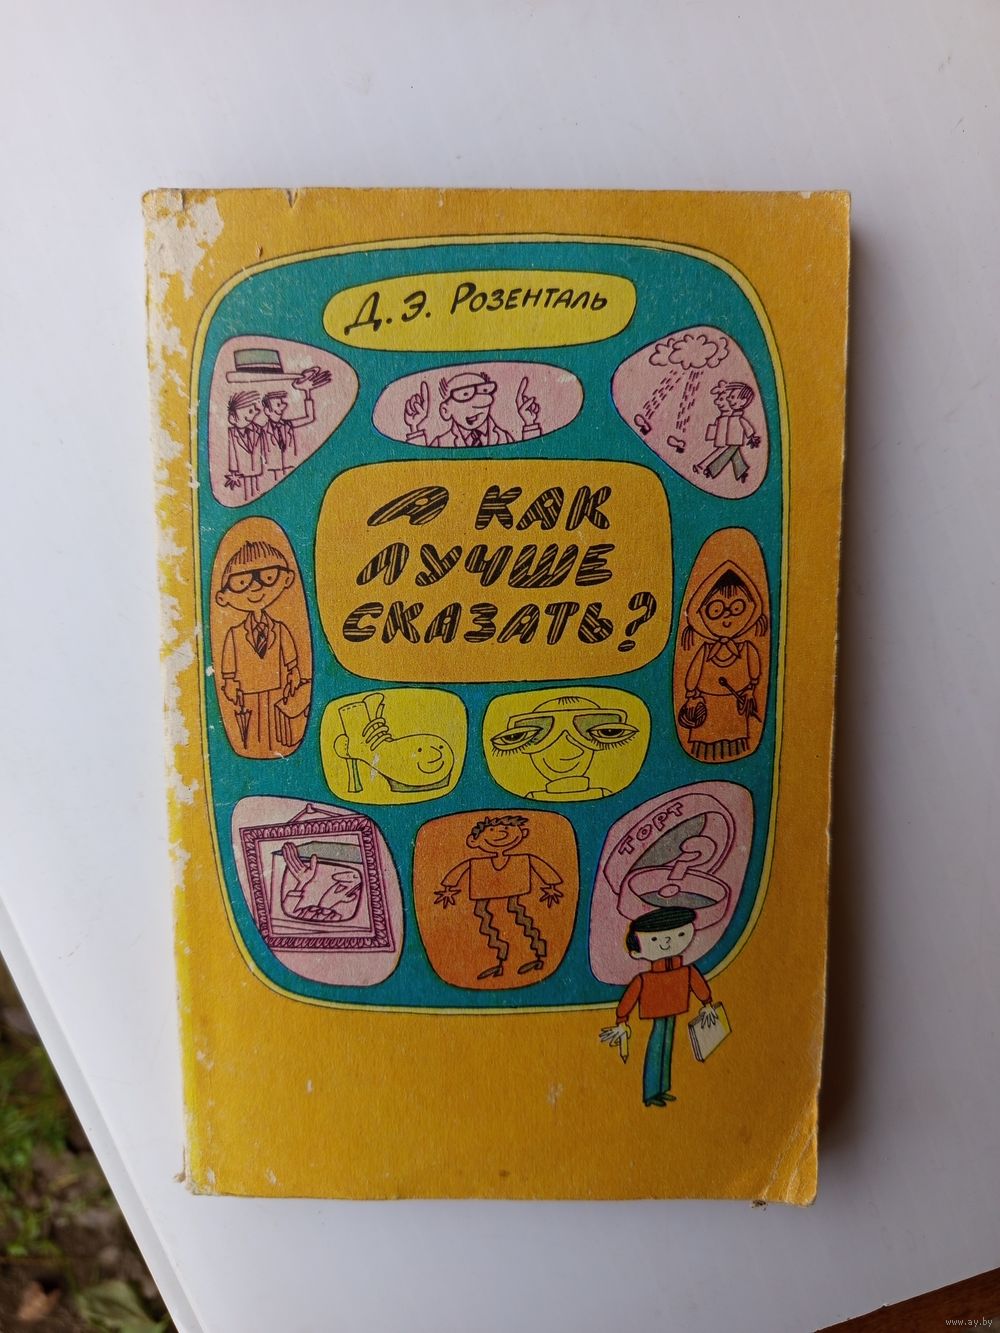 Д. Э. Розенталь
А КАК
ЛУЧШЕ
СКАЗАТЬ?
ТОРТ
www.ay.by